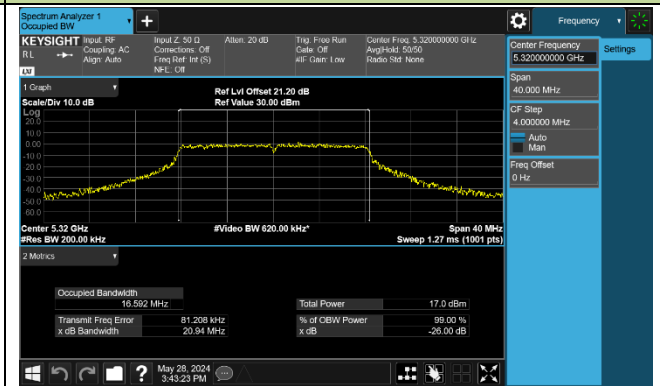 Spectrum Analyzer 1
Occupied BW
Frequency
KEYSIGHT Input: RF Input Z: 50 Ω Atten: 20 dB Trig: Free Run Center Freq: 5.320000000 GHz
RL Coupling: AC Corrections: Off Gate: Off Avg|Hold: 50/50
Align: Auto Freq Ref: Int (S) #IF Gain: Low Radio Std: None
NFE: Off
LXI
Center Frequency
5.320000000 GHz
Settings
Span
40.000 MHz
CF Step
4.000000 MHz
Auto
Man
Freq Offset
0 Hz
1 Graph
Ref Lvl Offset 21.20 dB
Scale/Div 10.0 dB Ref Value 30.00 dBm
Log
20.0
10.0
0.00
-10.0
-20.0
-30.0
-40.0
-50.0
-60.0
Center 5.32 GHz #Video BW 620.00 kHz* Span 40 MHz
#Res BW 200.00 kHz Sweep 1.27 ms (1001 pts)
2 Metrics
Occupied Bandwidth
16.592 MHz Total Power 17.0 dBm
Transmit Freq Error 81.208 kHz % of OBW Power 99.00 %
x dB Bandwidth 20.94 MHz x dB -26.00 dB
May 28, 2024
3:43:23 PM